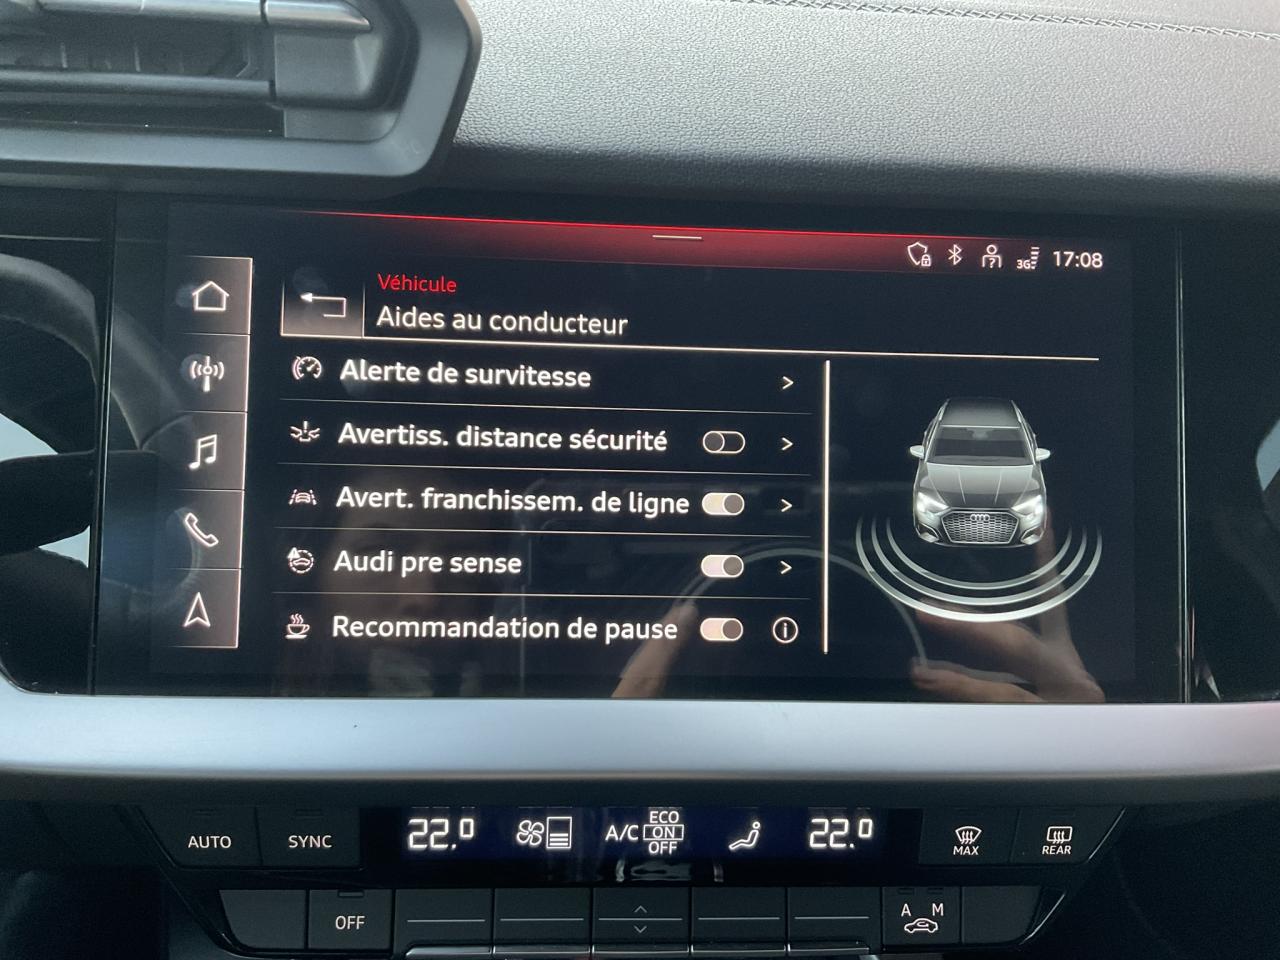 3G 17:08
Véhicule
Aides au conducteur
Alerte de survitesse
Avertiss. distance sécurité
Avert. franchissem. de ligne
Audi pre sense
Recommandation de pause
AUTO
SYNC
22.0
A/C
ECO
ON
OFF
22.0
MAX
REAR
OFF
A M